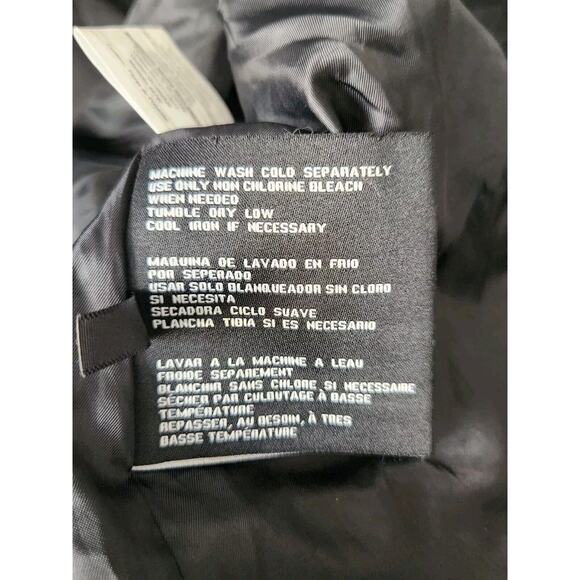 MACHINE WASH COLD SEPARATELY
USE ONLY NON CHLORINE BLEACH
WHEN NEEDED
TUMBLE DRY LOW
COOL IRON IF NECESSARY
MAQUINA DE LAVADO EN FRIO
POR SEPERADO
USAR SOLO BLANQUEADOR SIN CLORO
SI NECESITA
SECADORA CICLO SUAVE
PLANCHA TIBIA SI ES NECESARIO
LAVAR A LA MACHINE A LEAU
FROIDE SEPAREMENT
BLANCHIR SANS CHLORE, SI NECESSAIRE
SÉCHER PAR CULBUTAGE À BASSE
TEMPÉRATURE
REPASSER, AU BESOIN, À TRES
BASSE TEMPÉRATURE